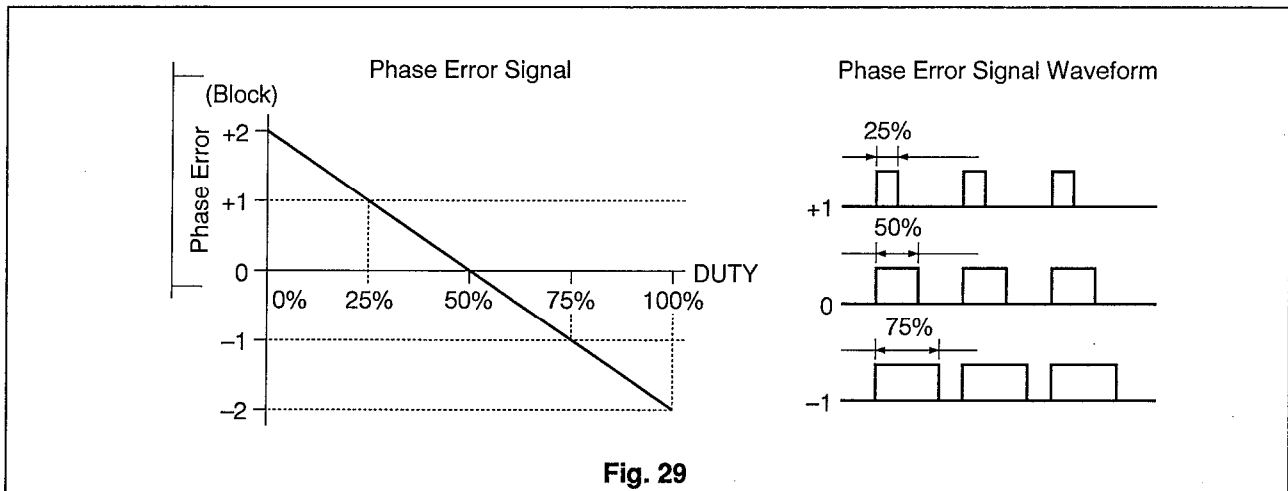 Phase Error Signal
(Block)
Phase Error
+2
+1
0
−1
−2
0%
25%
50%
75%
100%
DUTY
Phase Error Signal Waveform
25%
+1
50%
0
75%
−1
Fig. 29